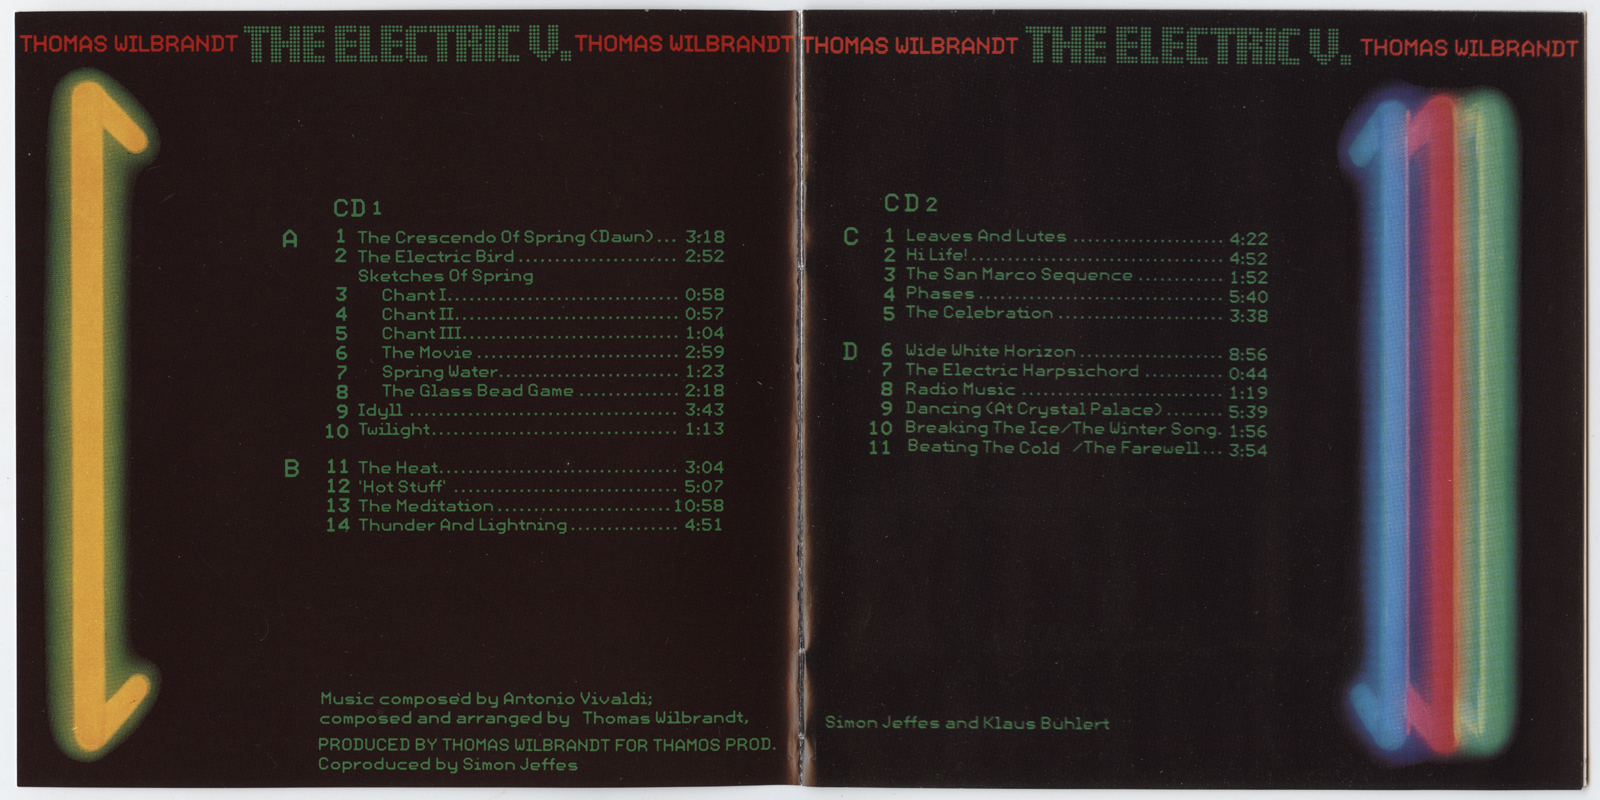 THOMAS WILBRANDT THE ELECTRIC V. THOMAS WILBRANDT
CD 1
A 1 The Crescendo Of Spring (Dawn)... 3:18
2 The Electric Bird ...................... 2:52
Sketches Of Spring
3 Chant I............................... 0:58
4 Chant II.............................. 0:57
5 Chant III............................. 1:04
6 The Movie ........................... 2:59
7 Spring Water........................ 1:23
8 The Glass Bead Game .............. 2:18
9 Idyll .................................... 3:43
10 Twilight................................. 1:13
B 11 The Heat................................ 3:04
12 'Hot Stuff' .............................. 5:07
13 The Meditation ........................ 10:58
14 Thunder And Lightning............... 4:51
Music composed by Antonio Vivaldi;
composed and arranged by Thomas Wilbrandt,
PRODUCED BY THOMAS WILBRANDT FOR THAMOS PROD.
Coproduced by Simon Jeffes
THOMAS WILBRANDT THE ELECTRIC V. THOMAS WILBRANDT
CD 2
C 1 Leaves And Lutes ..................... 4:22
2 Hi Life!................................... 4:52
3 The San Marco Sequence ............ 1:52
4 Phases.................................. 5:40
5 The Celebration ....................... 3:38
D 6 Wide White Horizon.................... 8:56
7 The Electric Harpsichord ........... 0:44
8 Radio Music ............................ 1:19
9 Dancing (At Crystal Palace)........ 5:39
10 Breaking The Ice/The Winter Song. 1:56
11 Beating The Cold /The Farewell... 3:54
Simon Jeffes and Klaus Buhlert